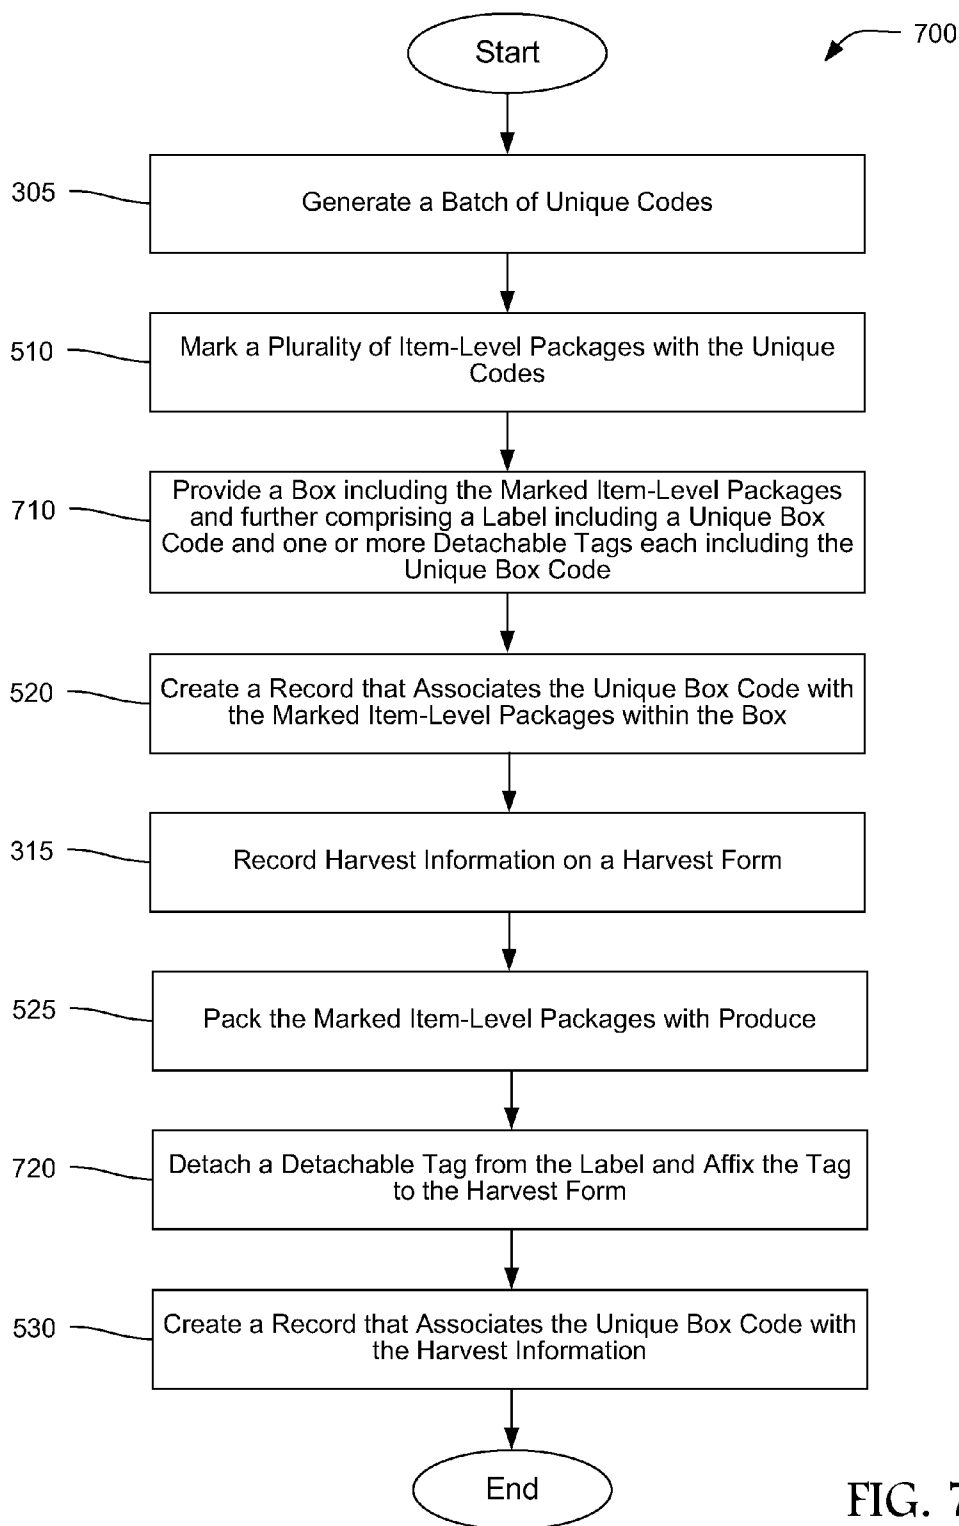 Start
700
305
Generate a Batch of Unique Codes
510
Mark a Plurality of Item-Level Packages with the Unique
Codes
710
Provide a Box including the Marked Item-Level Packages
and further comprising a Label including a Unique Box
Code and one or more Detachable Tags each including the
Unique Box Code
520
Create a Record that Associates the Unique Box Code with
the Marked Item-Level Packages within the Box
315
Record Harvest Information on a Harvest Form
525
Pack the Marked Item-Level Packages with Produce
720
Detach a Detachable Tag from the Label and Affix the Tag
to the Harvest Form
530
Create a Record that Associates the Unique Box Code with
the Harvest Information
End
FIG. 7